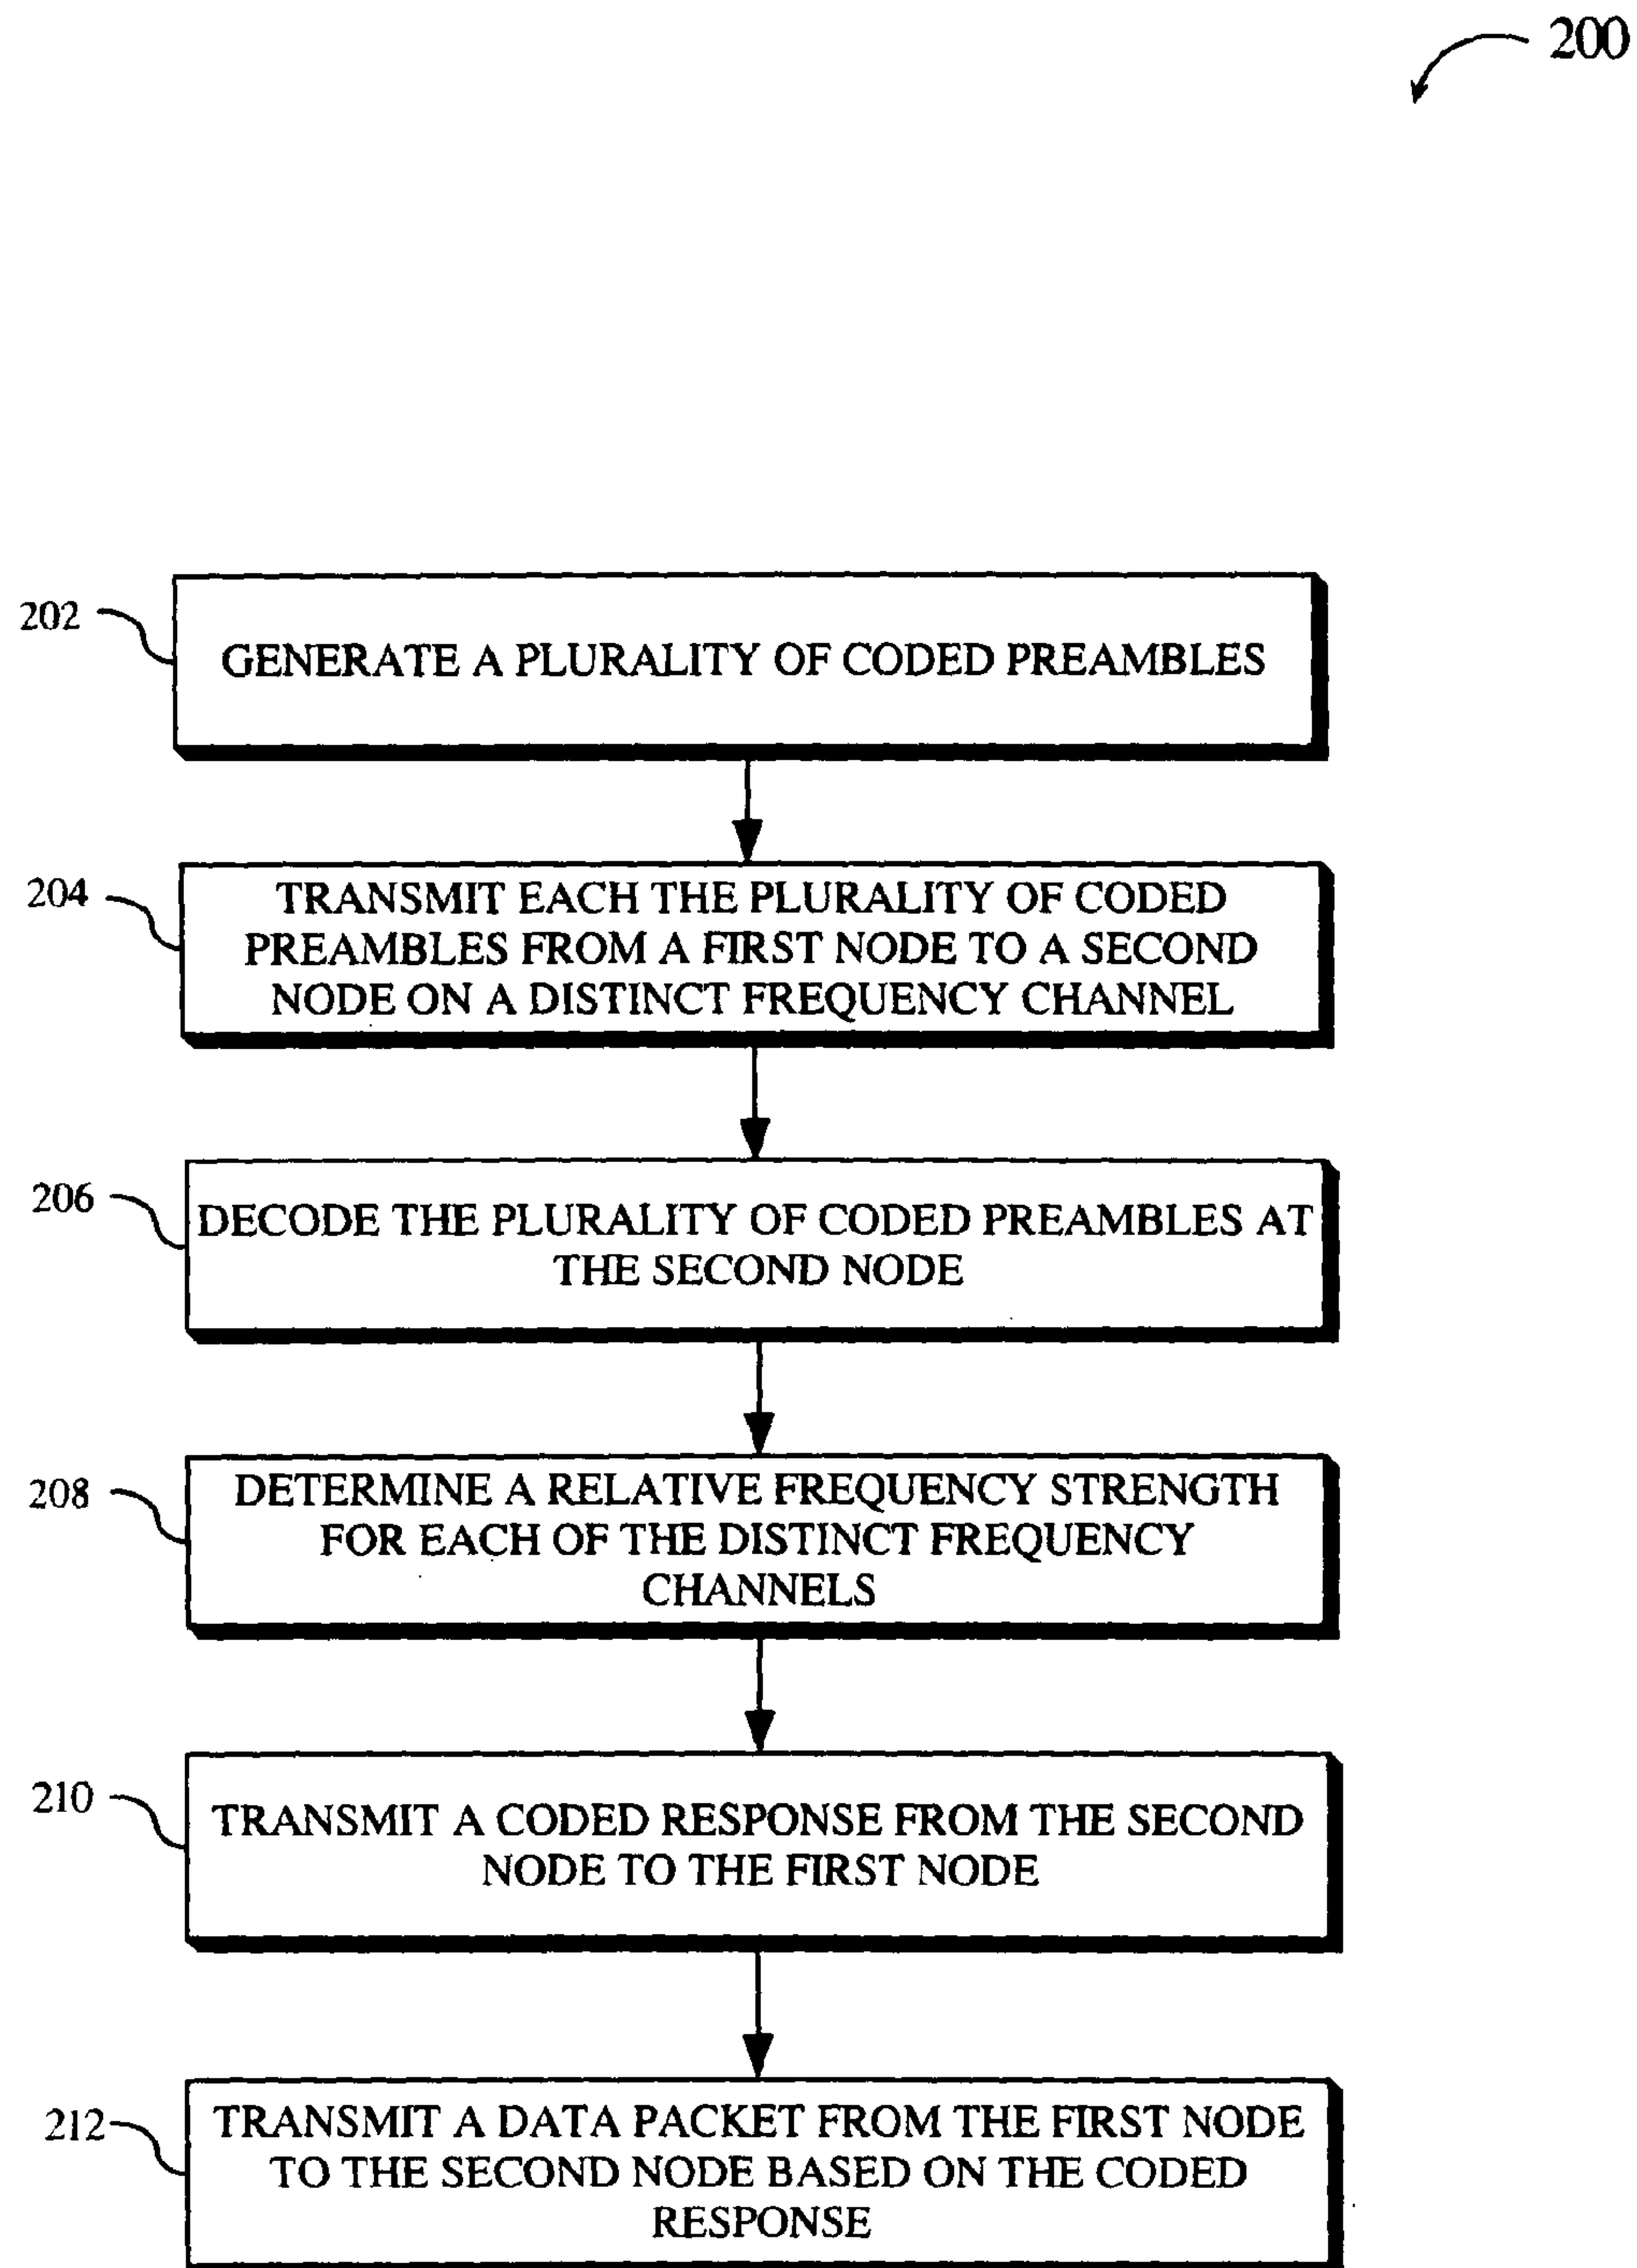 200
202
GENERATE A PLURALITY OF CODED PREAMBLES
204
TRANSMIT EACH THE PLURALITY OF CODED
PREAMBLES FROM A FIRST NODE TO A SECOND
NODE ON A DISTINCT FREQUENCY CHANNEL
206
DECODE THE PLURALITY OF CODED PREAMBLES AT
THE SECOND NODE
208
DETERMINE A RELATIVE FREQUENCY STRENGTH
FOR EACH OF THE DISTINCT FREQUENCY
CHANNELS
210
TRANSMIT A CODED RESPONSE FROM THE SECOND
NODE TO THE FIRST NODE
212
TRANSMIT A DATA PACKET FROM THE FIRST NODE
TO THE SECOND NODE BASED ON THE CODED
RESPONSE